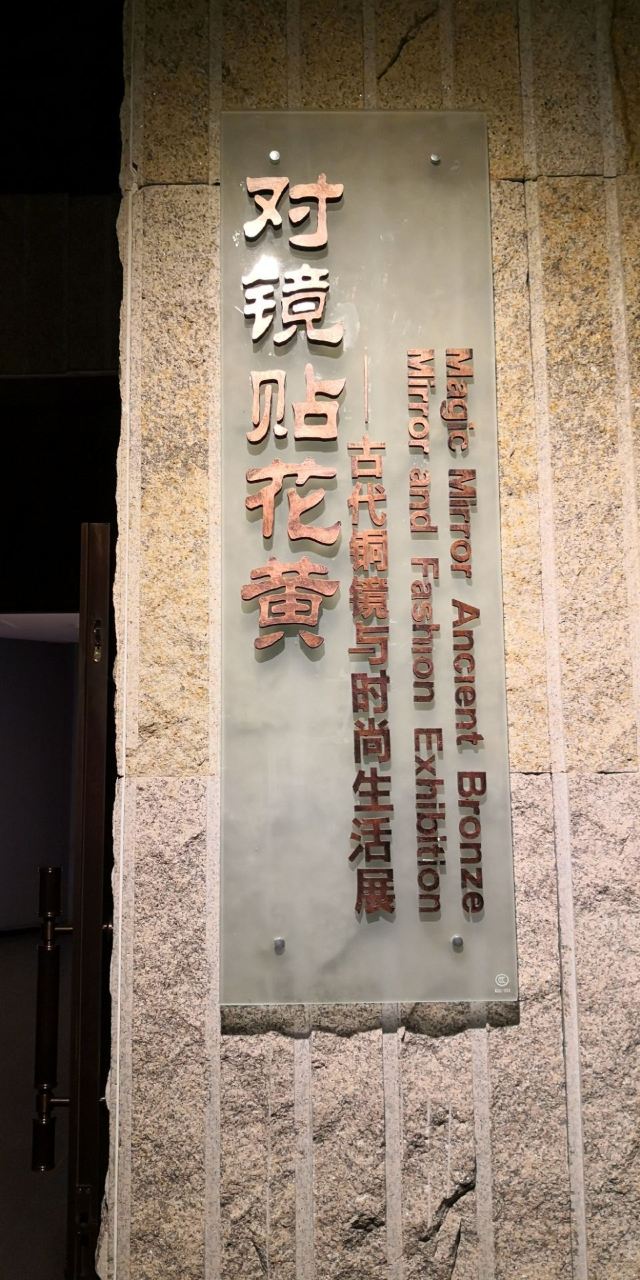 对镜贴花黄
——古代铜镜与时尚生活展
Magic Mirror Ancient Bronze
Mirror and Fashion Exhibition